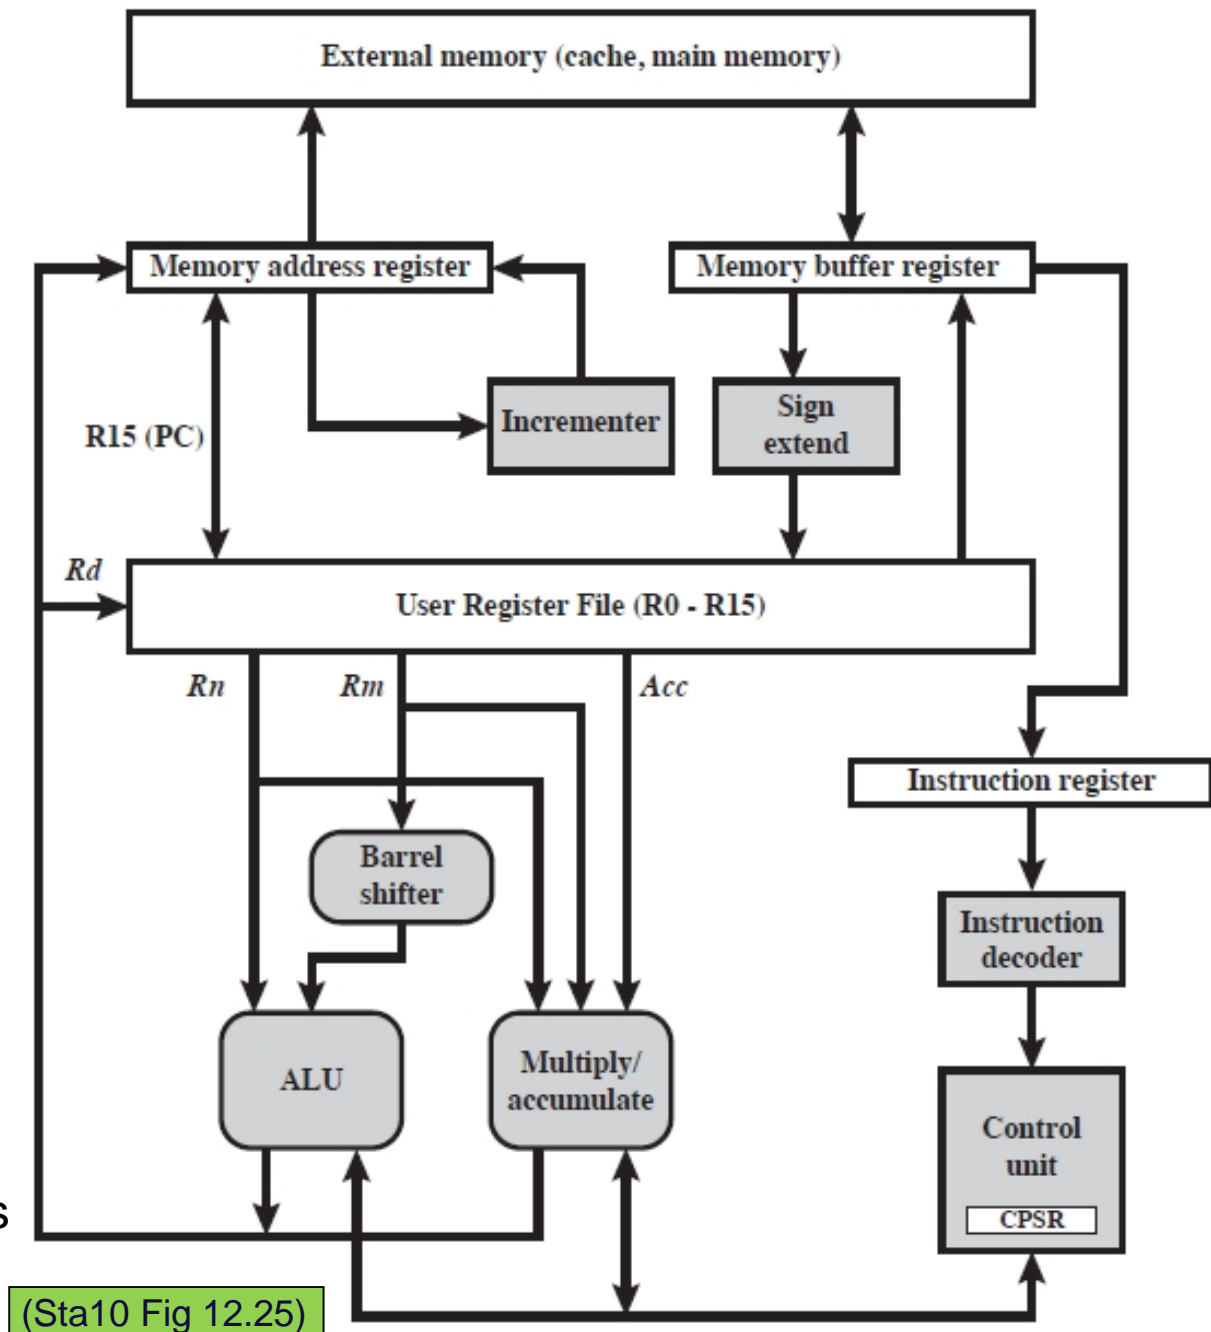 External memory (cache, main memory)
Memory address register
Memory buffer register
Incrementer
Sign
extend
R15 (PC)
Rd
User Register File (R0 - R15)
Rn
Rm
Acc
Instruction register
Barrel
shifter
Instruction
decoder
ALU
Multiply/
accumulate
Control
unit
CPSR
s
(Sta10 Fig 12.25)